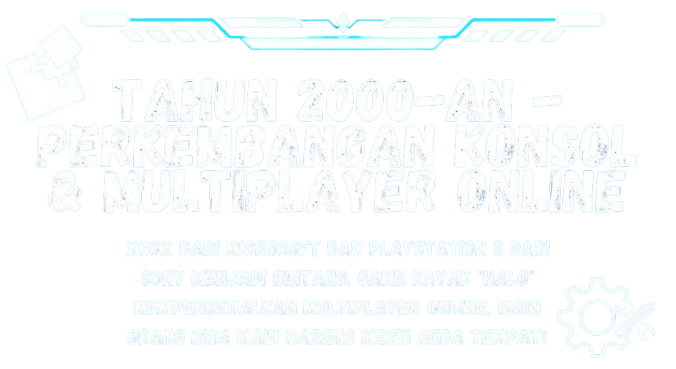 TAHUN 2000-AN -
PERKEMBANGAN KONSOL
& MULTIPLAYER ONLINE
XBOX DARI MICROSOFT DAN PLAYSTATION 2 DARI
SONY MENJADI BINTANG. GAME KAYAK "HALO"
MEMPERKENALKAN MULTIPLAYER ONLINE, BIKIN
ORANG BISA MAIN BARENG MESKI BEDA TEMPAT!